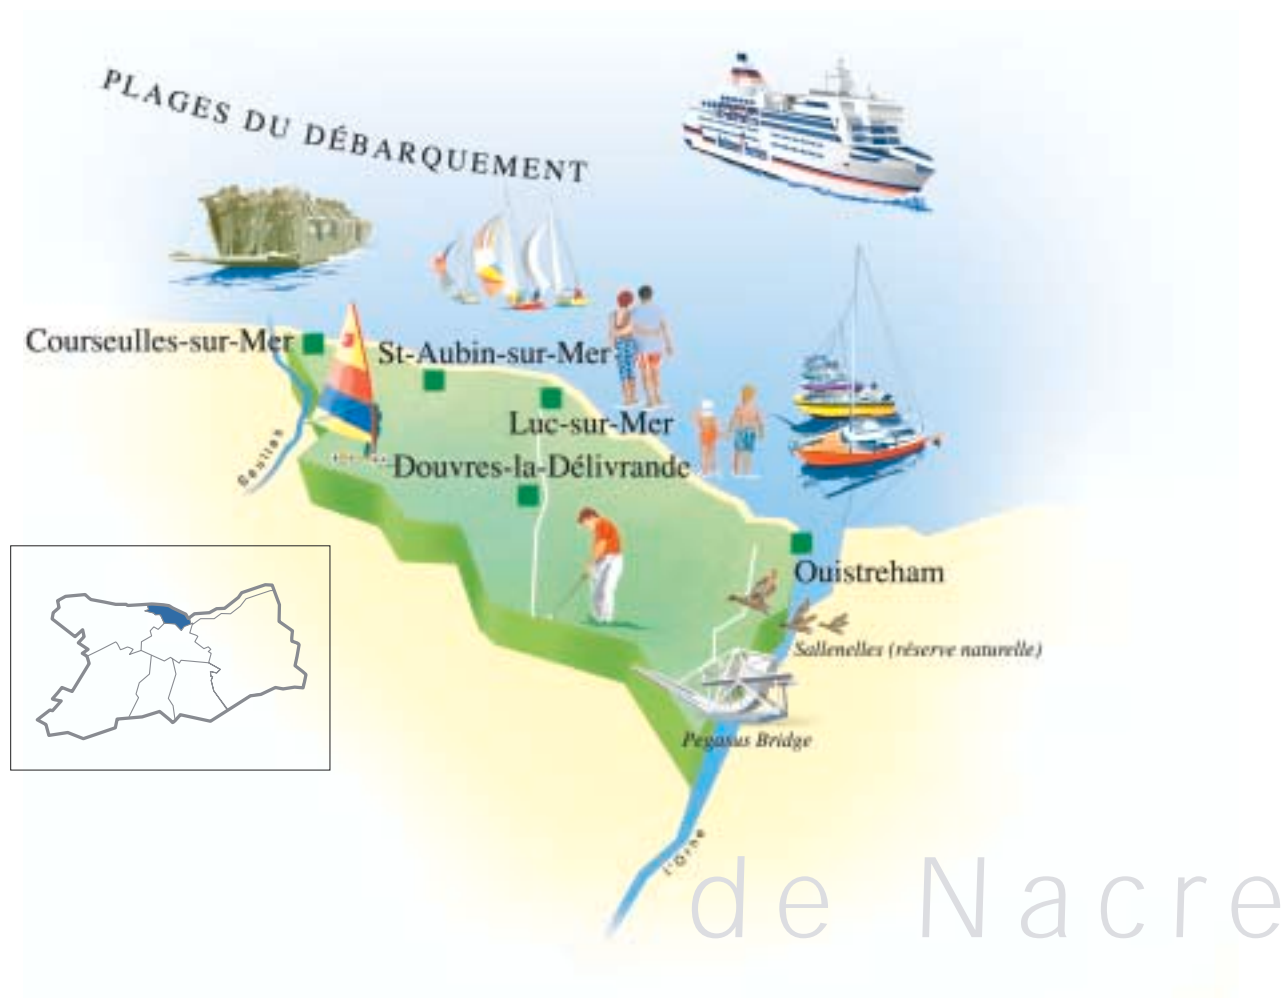 PLAGES DU DÉBARQUEMENT
Courseulles-sur-Mer
St-Aubin-sur-Mer
Luc-sur-Mer
Douvres-la-Délivrande
Ouistreham
Sallenelles (réserve naturelle)
Pegasus Bridge
L'Orne
de Nacre